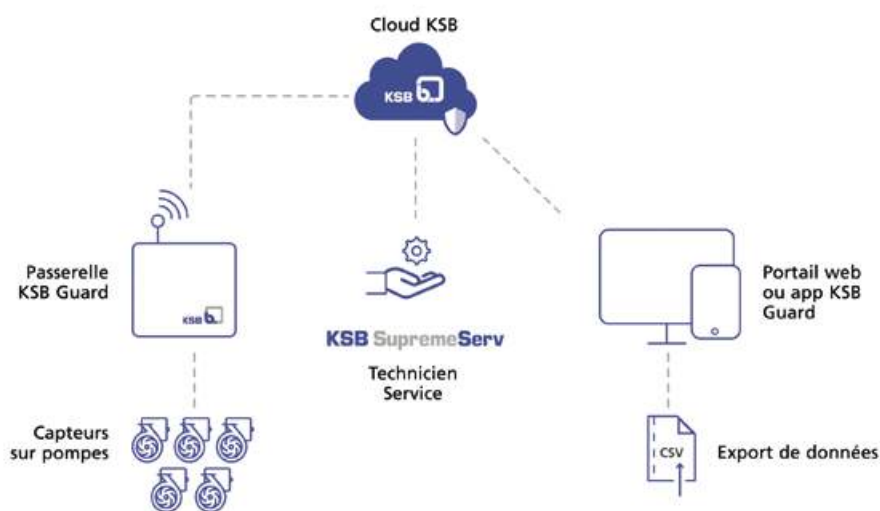 Cloud KSB
KSB
Passerelle
KSB Guard
KSB
KSB SupremeServ
Technicien
Service
Portail web
ou app KSB
Guard
Capteurs
sur pompes
CSV
Export de données